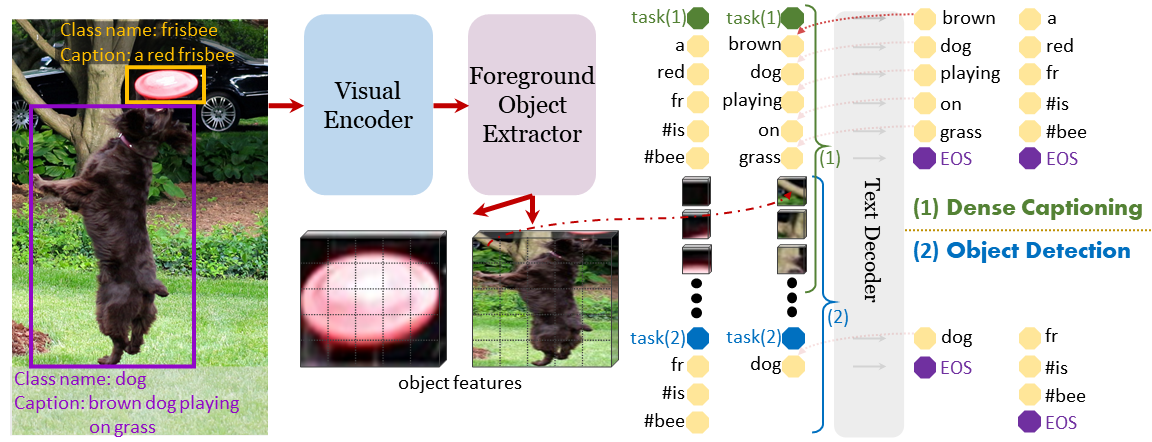 Class name: frisbee
Caption: a red frisbee
Class name: dog
Caption: brown dog playing
on grass
Visual
Encoder
Foreground
Object
Extractor
object features
task(1)
a
red
fr
#is
#bee
task(2)
fr
#is
#bee
task(1)
brown
dog
playing
on
grass
task(2)
dog
(1)
(2)
Text Decoder
brown
dog
playing
on
grass
EOS
a
red
fr
#is
#bee
EOS
(1) Dense Captioning
(2) Object Detection
dog
EOS
fr
#is
#bee
EOS